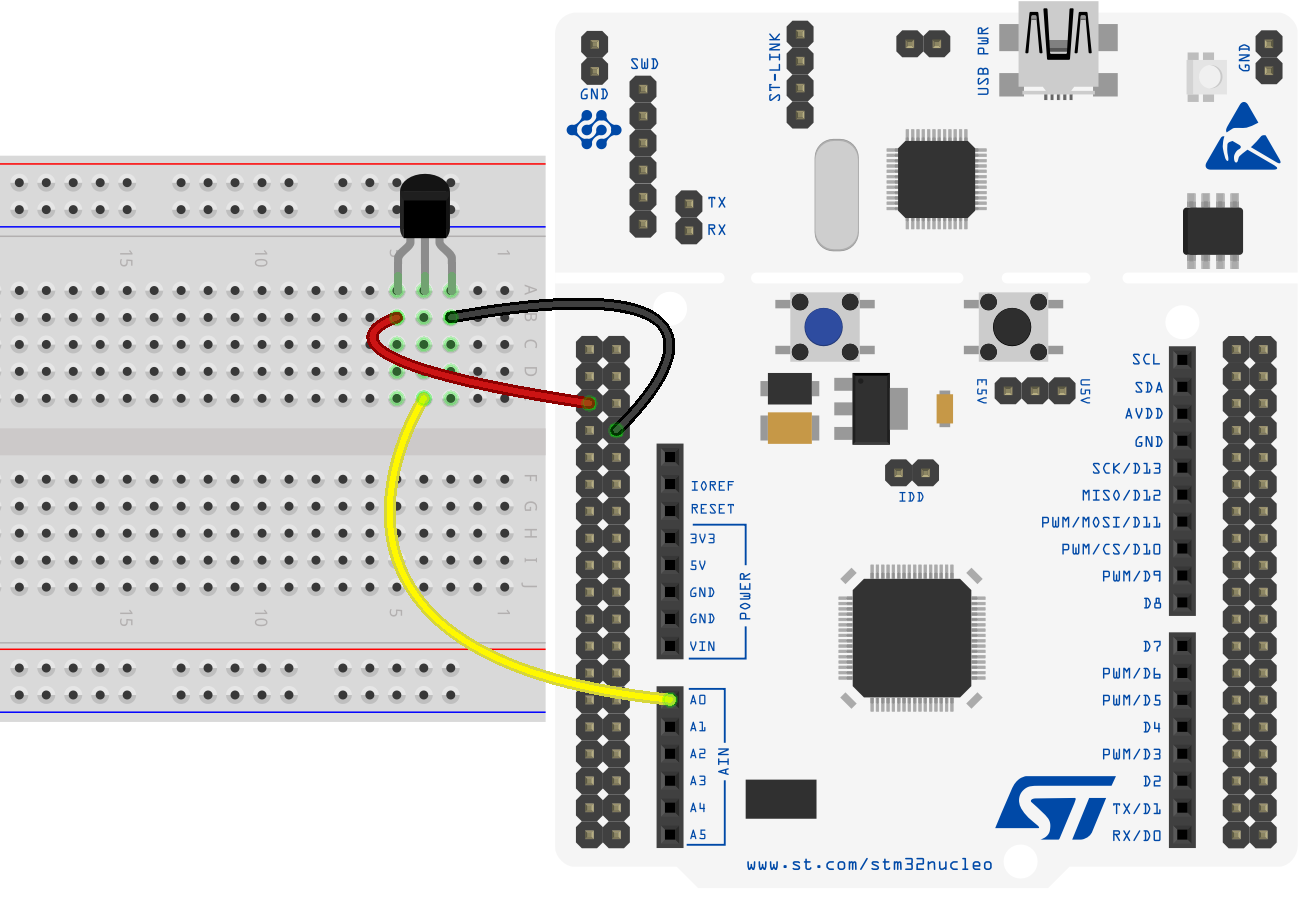 GND
SWD
ST-LINK
USB PWR
GND
TX
RX
15
10
5
1
A
B
C
D
F
G
H
I
J
15
10
5
1
E5V
U5V
IDD
IOREF
RESET
3V3
5V
GND
GND
VIN
POWER
A0
A1
A2
A3
A4
A5
AIN
SCL
SDA
AVDD
GND
SCK/D13
MISO/D12
PWM/MOSI/D11
PWM/CS/D10
PWM/D9
D8
D7
PWM/D6
PWM/D5
D4
PWM/D3
D2
TX/D1
RX/D0
ST
www.st.com/stm32nucleo